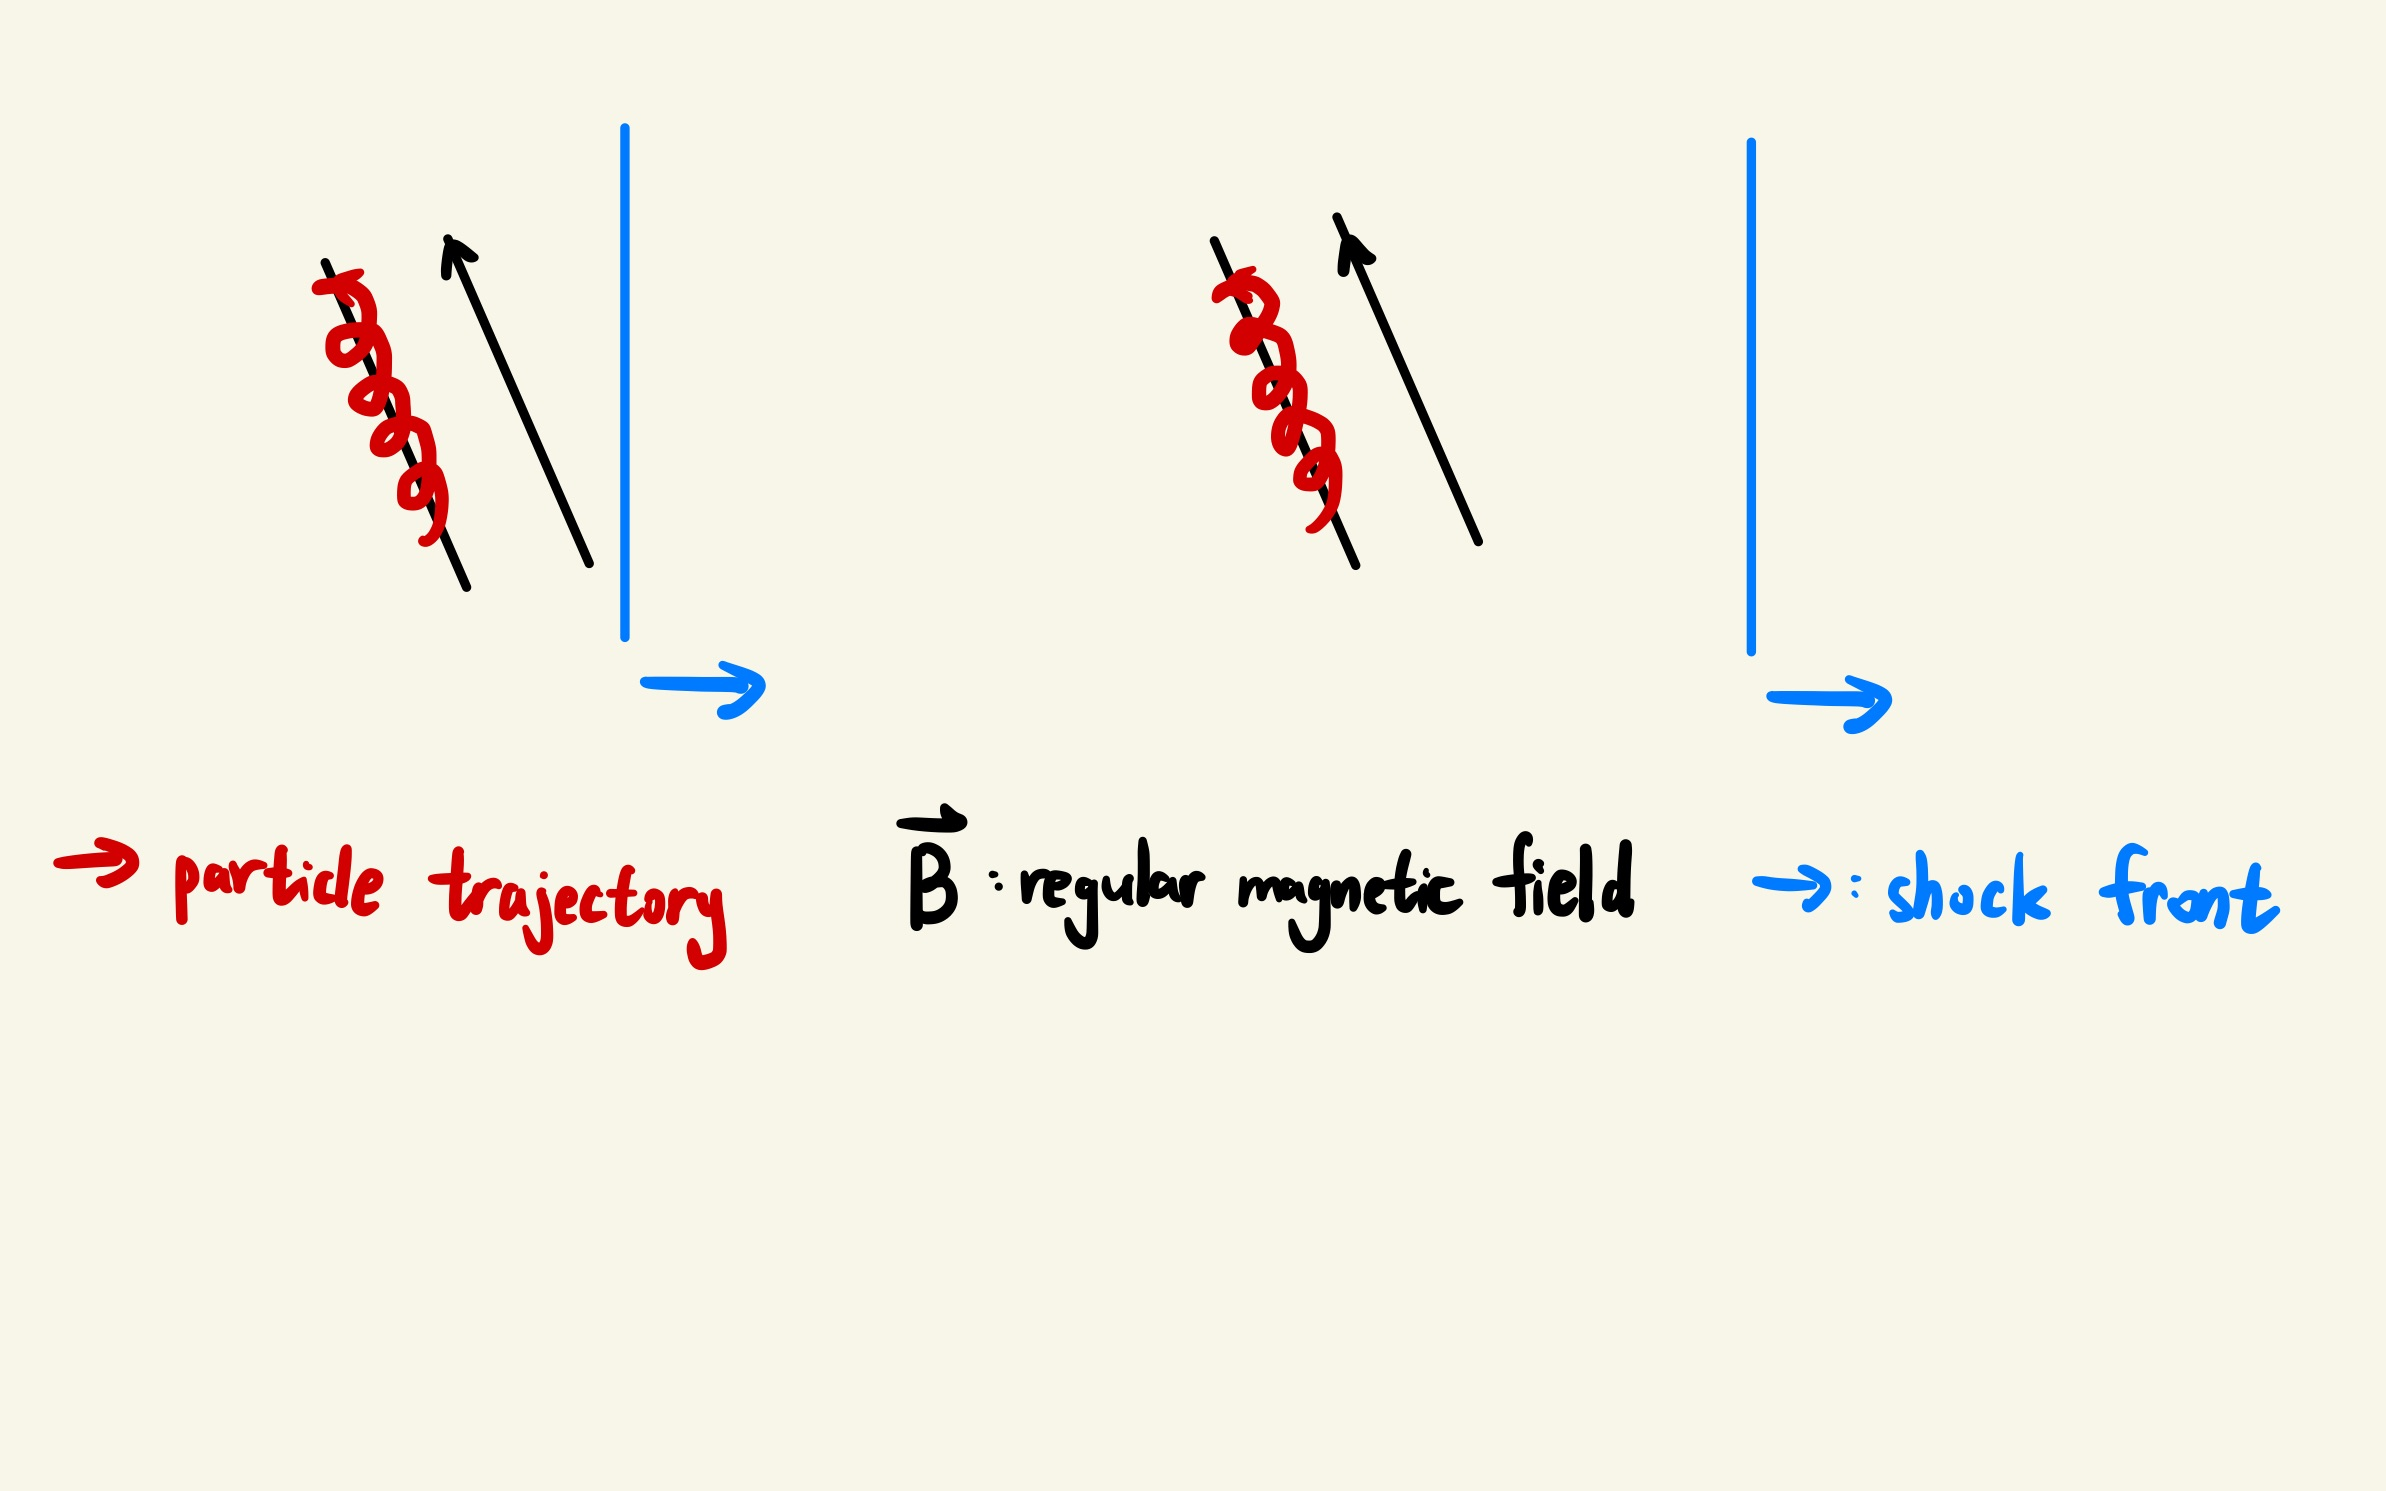 → particle trajectory
B⃗ : regular magnetic field
→ : shock front